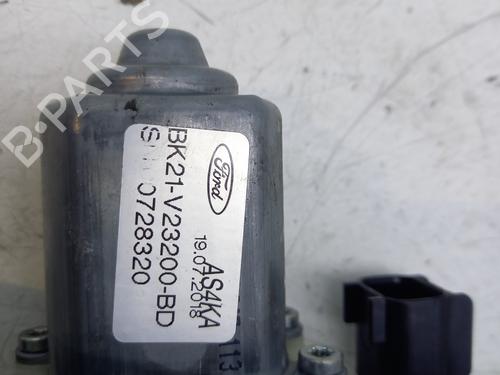 Ford
AS4KA
19.07.2018
BK21-V23200-BD
0728320
B-PARTS